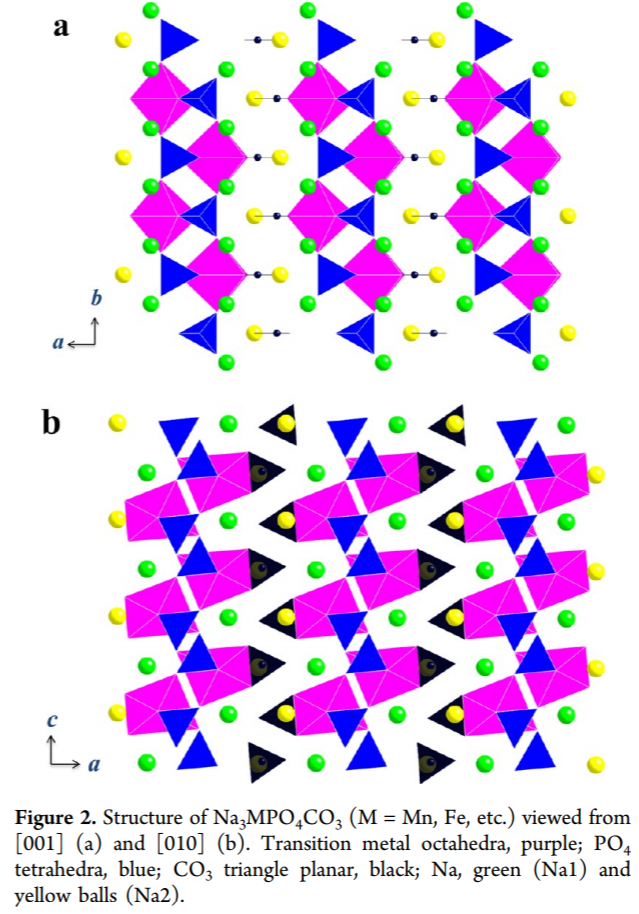 a
b
a
b
c
a
Figure 2. Structure of Na₃MPO₄CO₃ (M = Mn, Fe, etc.) viewed from
[001] (a) and [010] (b). Transition metal octahedra, purple; PO₄
tetrahedra, blue; CO₃ triangle planar, black; Na, green (Na1) and
yellow balls (Na2).